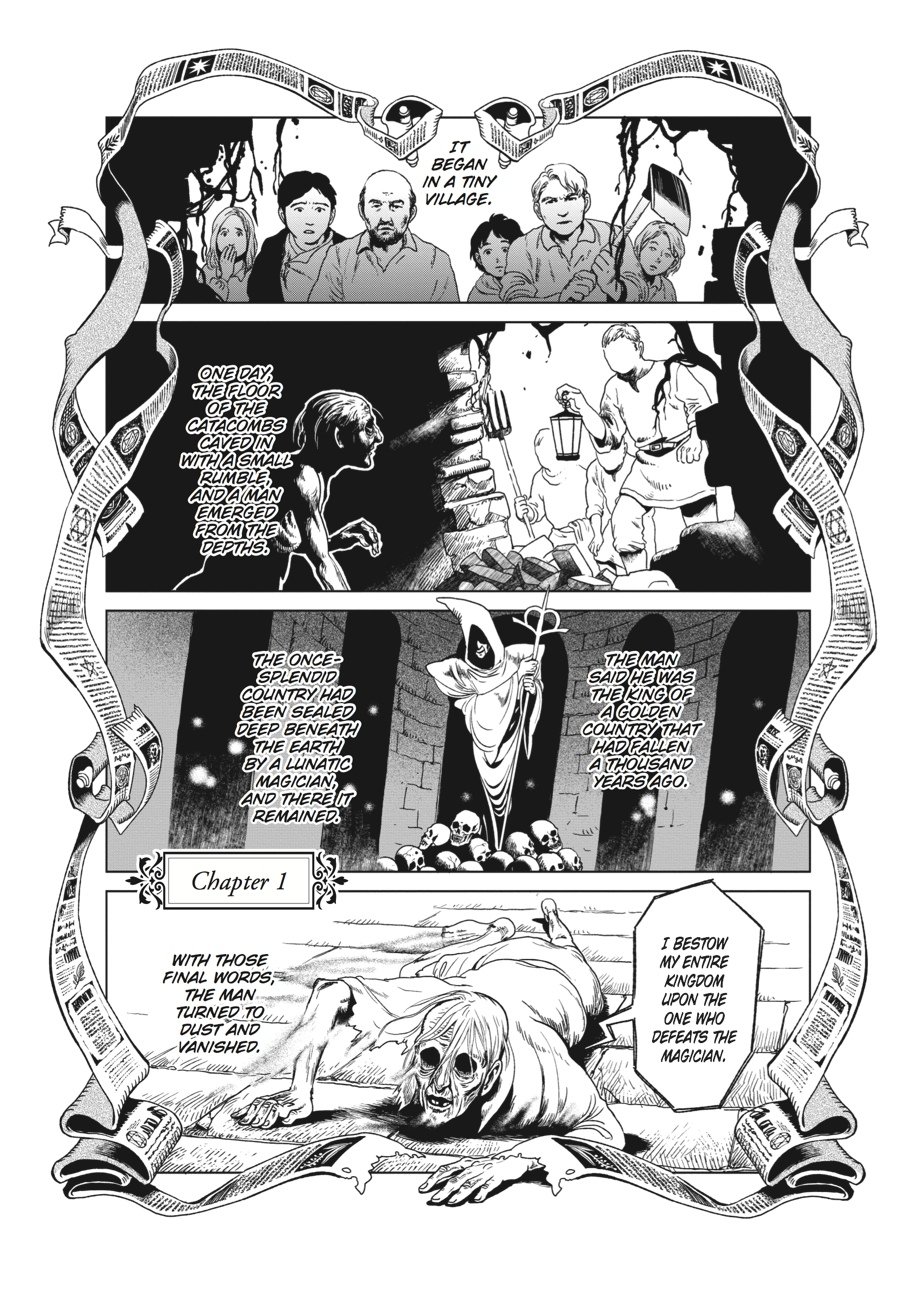 IT
BEGAN
IN A TINY
VILLAGE.
ONE DAY,
THE FLOOR
OF THE
CATACOMBS
CAVED IN
WITH A SMALL
RUMBLE,
AND A MAN
EMERGED
FROM THE
DEPTHS.
THE MAN
SAID HE WAS
THE KING OF
A GOLDEN
COUNTRY THAT
HAD FALLEN
A THOUSAND
YEARS AGO.
THE ONCE-
SPLENDID
COUNTRY HAD
BEEN SEALED
DEEP BENEATH
THE EARTH
BY A LUNATIC
MAGICIAN,
AND THERE IT
REMAINED.
Chapter 1
I BESTOW
MY ENTIRE
KINGDOM
UPON THE
ONE WHO
DEFEATS THE
MAGICIAN.
WITH THOSE
FINAL WORDS,
THE MAN
TURNED TO
DUST AND
VANISHED.